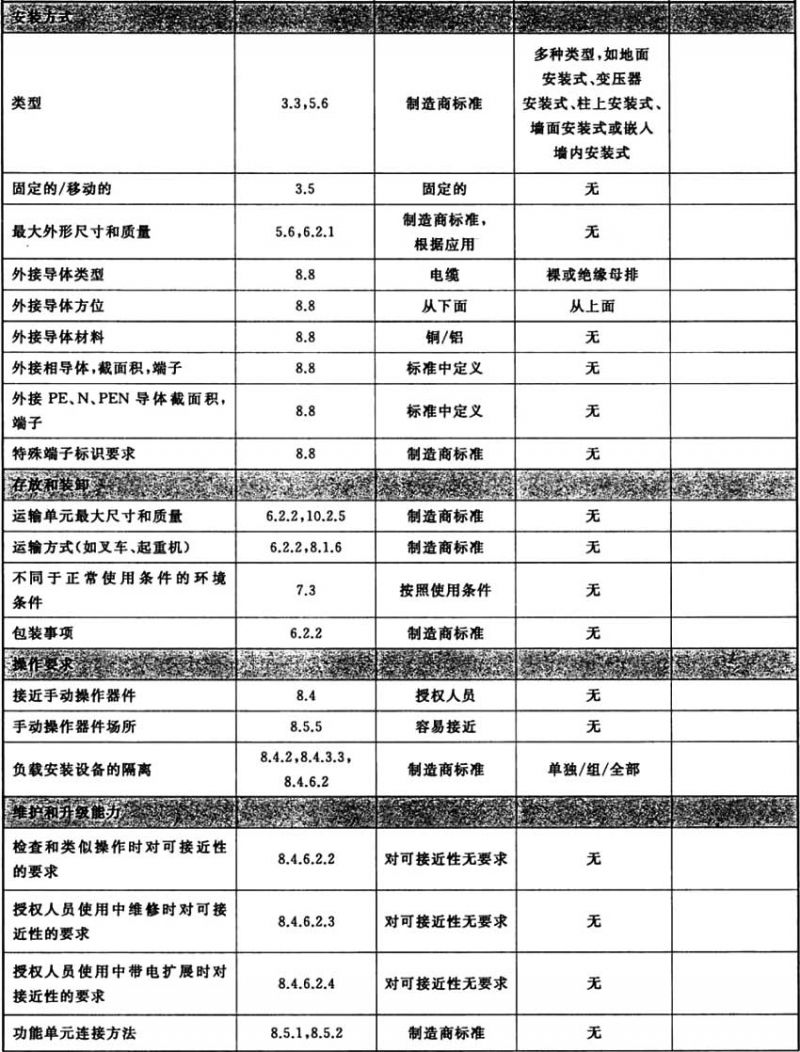 安装方式
类型 3.3,5.6 制造商标准 多种类型,如地面
安装式、变压器
安装式、柱上安装式、
墙面安装式或嵌入
墙内安装式
固定的/移动的 3.5 固定的 无
最大外形尺寸和质量 5.6,6.2.1 制造商标准,
根据应用 无
外接导体类型 8.8 电缆 裸或绝缘母排
外接导体方位 8.8 从下面 从上面
外接导体材料 8.8 铜/铝 无
外接相导体,截面积,端子 8.8 标准中定义 无
外接 PE、N、PEN 导体截面积,
端子 8.8 标准中定义 无
特殊端子标识要求 8.8 制造商标准 无
存放和装卸
运输单元最大尺寸和质量 6.2.2,10.2.5 制造商标准 无
运输方式(如叉车、起重机) 6.2.2,8.1.6 制造商标准 无
不同于正常使用条件的环境
条件 7.3 按照使用条件 无
包装事项 6.2.2 制造商标准 无
操作要求
接近手动操作器件 8.4 授权人员 无
手动操作器件场所 8.5.5 容易接近 无
负载安装设备的隔离 8.4.2,8.4.3.3,
8.4.6.2 制造商标准 单独/组/全部
维护和升级能力
检查和类似操作时对可接近性
的要求 8.4.6.2.2 对可接近性无要求 无
授权人员使用中维修时对可接
近性的要求 8.4.6.2.3 对可接近性无要求 无
授权人员使用中带电扩展时对
接近性的要求 8.4.6.2.4 对可接近性无要求 无
功能单元连接方法 8.5.1,8.5.2 制造商标准 无